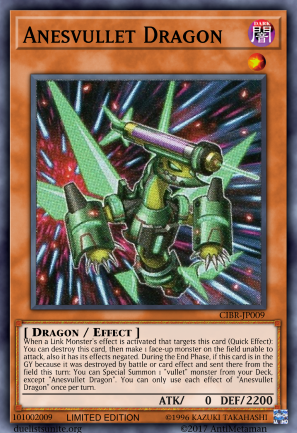 ANESVULLET DRAGON
DARK
闇
CIBR-JP009
[ DRAGON / EFFECT ]
When a Link Monster's effect is activated that targets this card (Quick Effect):
You can destroy this card, then make 1 face-up monster on the field unable to
attack, also it has its effects negated. During the End Phase, if this card is in the
GY because it was destroyed by battle or card effect and sent there from the
field this turn: You can Special Summon 1 "vullet" monster from your Deck,
except "Anesvullet Dragon". You can only use each effect of "Anesvullet
Dragon" once per turn.
ATK/ 0 DEF/ 2200
101002009 LIMITED EDITION ©1996 KAZUKI TAKAHASHI
©2017 AntiMetaman